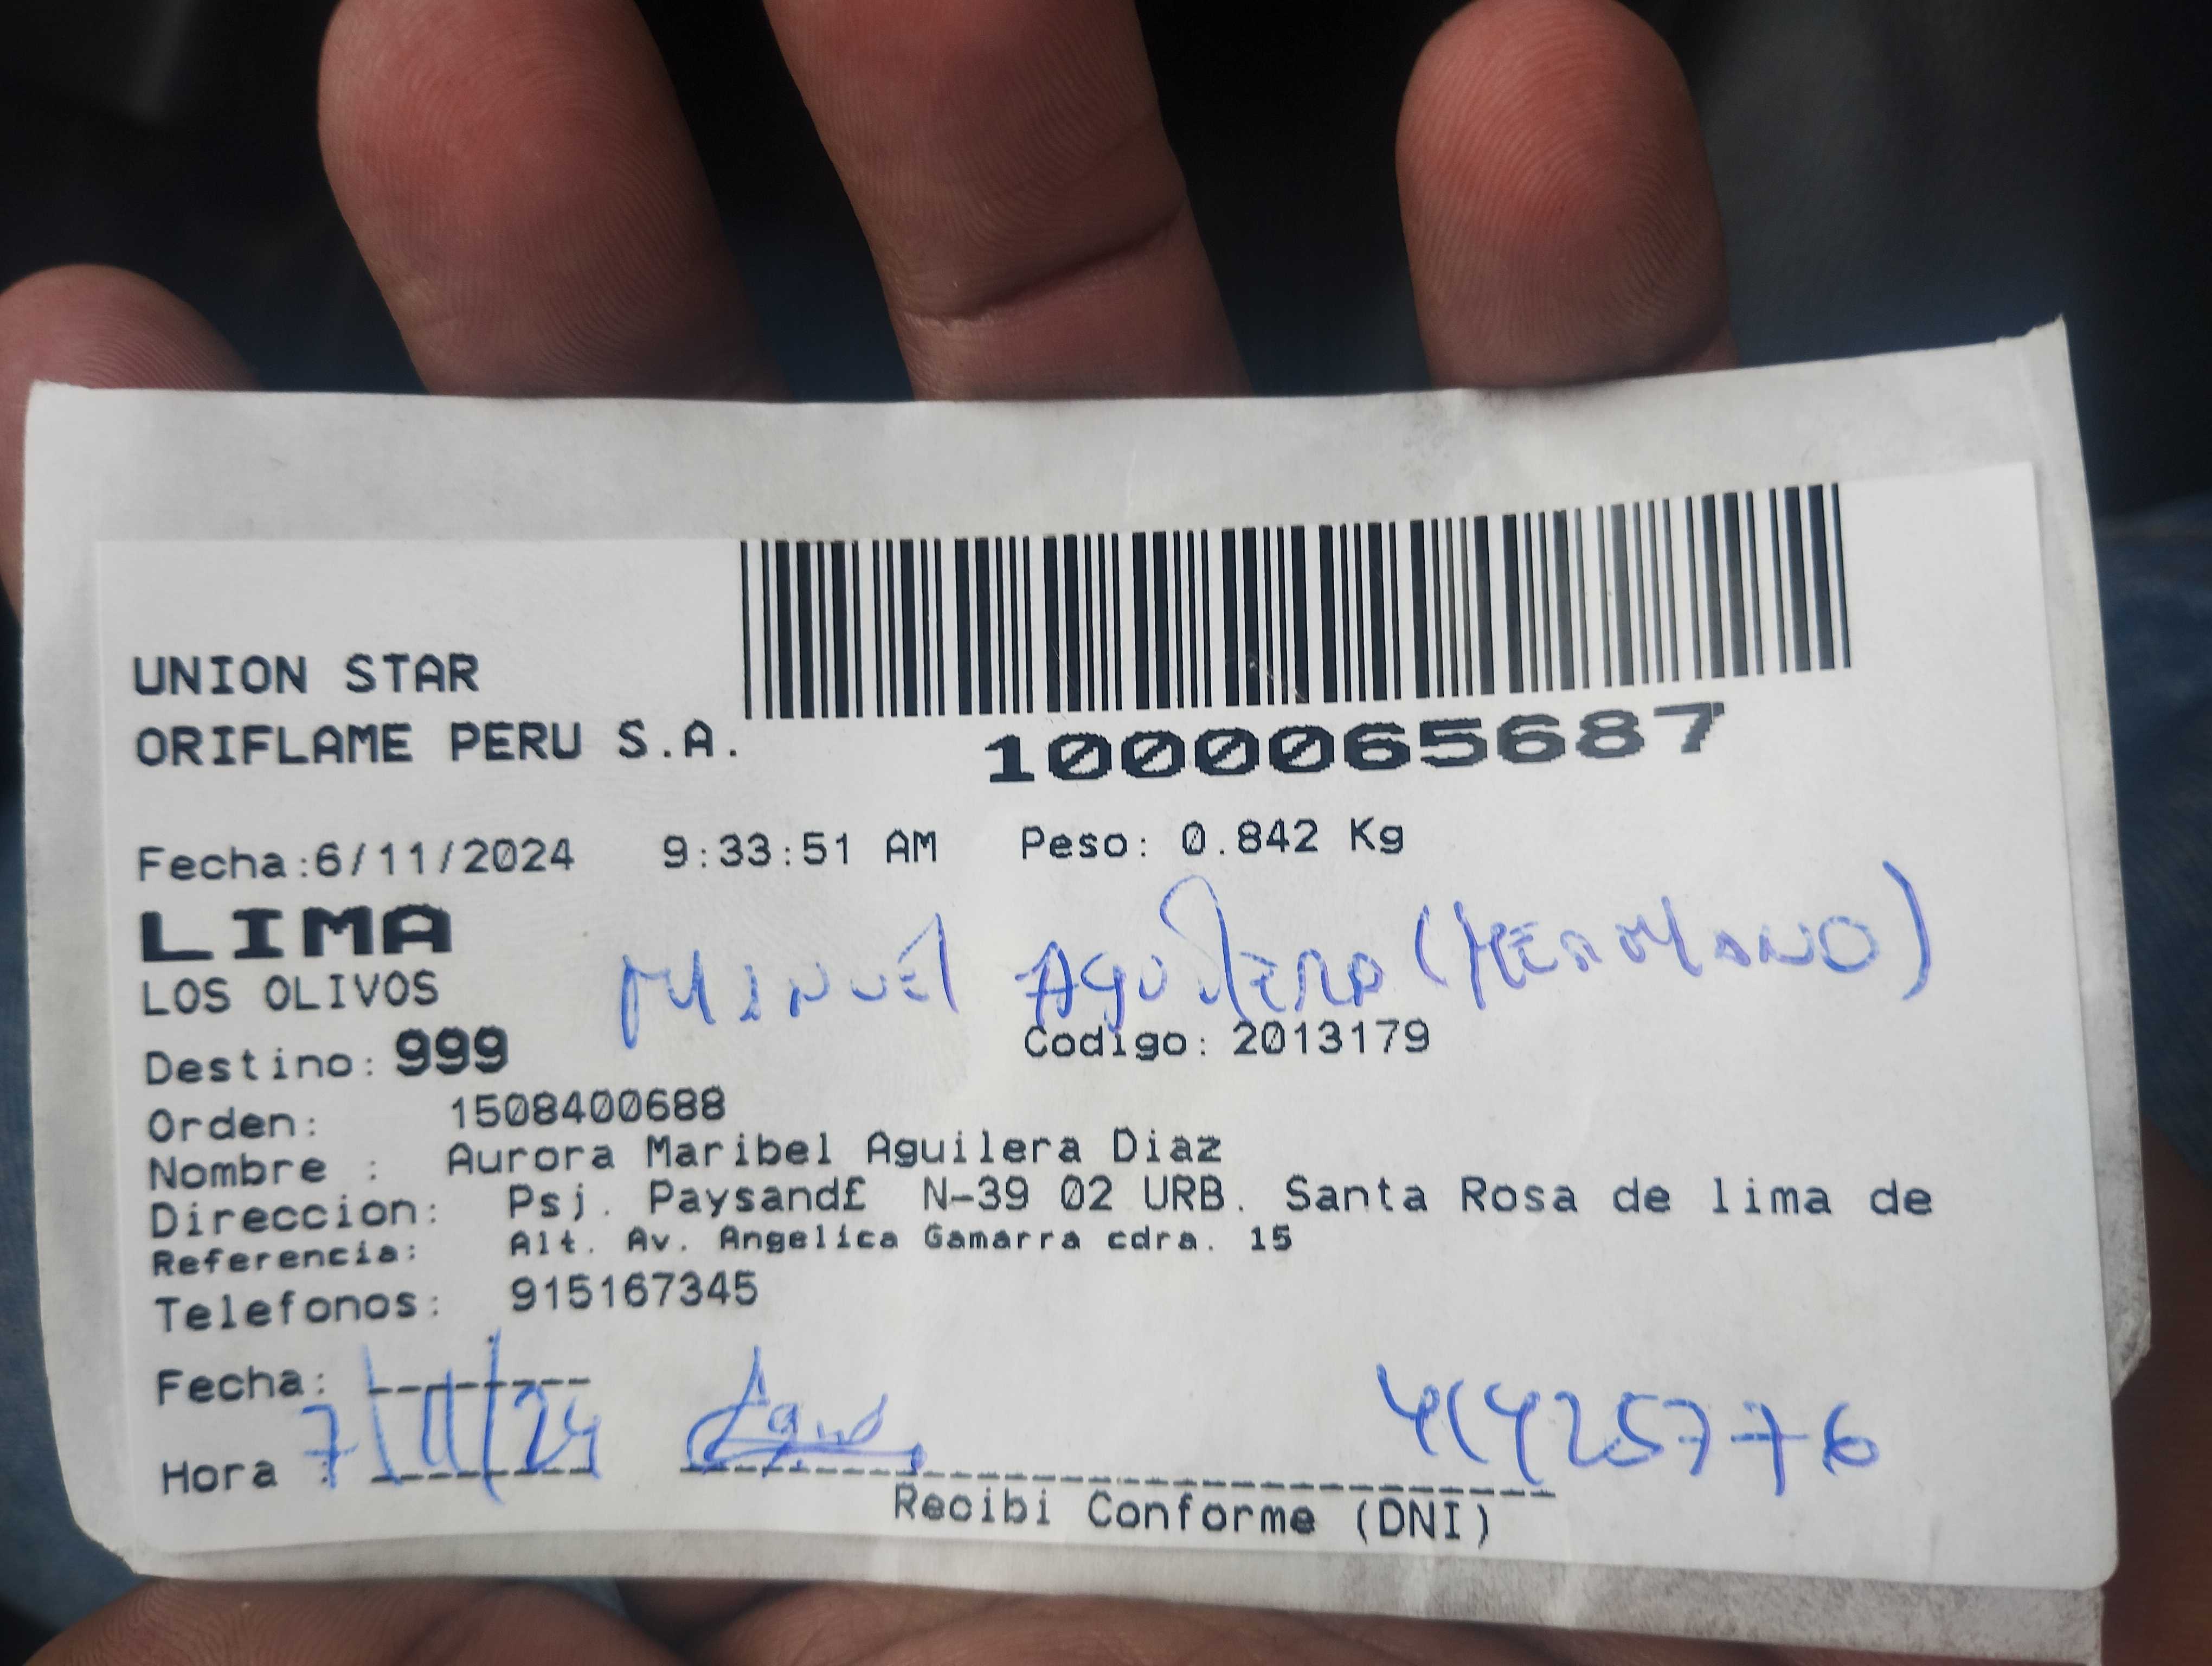 UNION STAR
ORIFLAME PERU S.A.
1000065687
Fecha:6/11/2024 9:33:51 AM Peso: 0.842 Kg
LIMA
MANUEL AGUILERA (HERMANO)
LOS OLIVOS
Destino: 999 Codigo: 2013179
Orden: 1508400688
Nombre : Aurora Maribel Aguilera Diaz
Direccion: Psj. Paysand£ N-39 02 URB. Santa Rosa de lima de
Referencia: Alt. Av. Angelica Gamarra cdra. 15
Telefonos: 915167345
Fecha:
7/11/24
Hora :
41425776
Recibi Conforme (DNI)